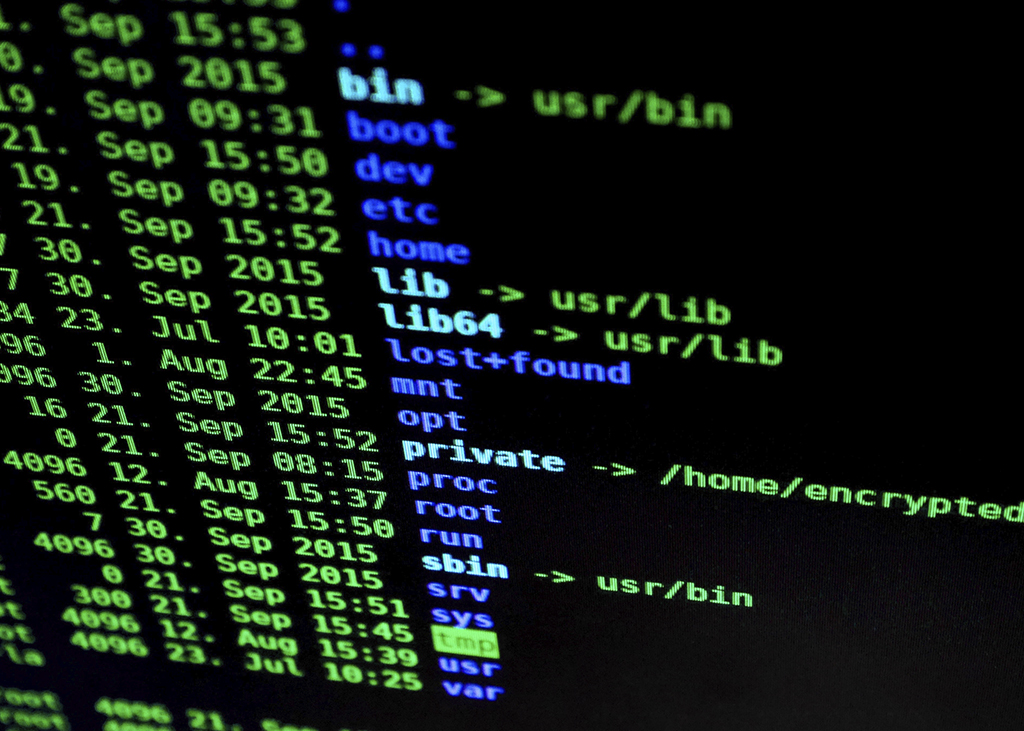 .
1. Sep 15:53 ..
0. Sep 2015 bin -> usr/bin
19. Sep 09:31 boot
21. Sep 15:50 dev
19. Sep 09:32 etc
21. Sep 15:52 home
7 30. Sep 2015 lib -> usr/lib
7 30. Sep 2015 lib64 -> usr/lib
34 23. Jul 10:01 lost+found
96 1. Aug 22:45 mnt
096 30. Sep 2015 opt
16 21. Sep 15:52 private -> /home/encrypted
0 21. Sep 08:15 proc
4096 12. Aug 15:37 root
560 21. Sep 15:50 run
7 30. Sep 2015 sbin -> usr/bin
4096 30. Sep 2015 srv
0 21. Sep 15:51 sys
300 21. Sep 15:45 tmp
4096 12. Aug 15:39 usr
4096 23. Jul 10:25 var
root 4096 21. Sep
root 4096